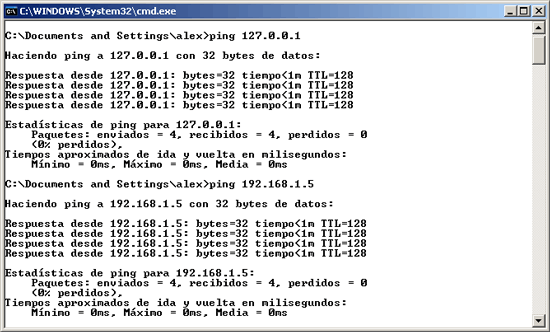 C:\WINDOWS\System32\cmd.exe
C:\Documents and Settings\alex>ping 127.0.0.1
Haciendo ping a 127.0.0.1 con 32 bytes de datos:
Respuesta desde 127.0.0.1: bytes=32 tiempo<1m TTL=128
Respuesta desde 127.0.0.1: bytes=32 tiempo<1m TTL=128
Respuesta desde 127.0.0.1: bytes=32 tiempo<1m TTL=128
Respuesta desde 127.0.0.1: bytes=32 tiempo<1m TTL=128
Estadísticas de ping para 127.0.0.1:
Paquetes: enviados = 4, recibidos = 4, perdidos = 0
(0% perdidos),
Tiempos aproximados de ida y vuelta en milisegundos:
Mínimo = 0ms, Máximo = 0ms, Media = 0ms
C:\Documents and Settings\alex>ping 192.168.1.5
Haciendo ping a 192.168.1.5 con 32 bytes de datos:
Respuesta desde 192.168.1.5: bytes=32 tiempo<1m TTL=128
Respuesta desde 192.168.1.5: bytes=32 tiempo<1m TTL=128
Respuesta desde 192.168.1.5: bytes=32 tiempo<1m TTL=128
Respuesta desde 192.168.1.5: bytes=32 tiempo<1m TTL=128
Estadísticas de ping para 192.168.1.5:
Paquetes: enviados = 4, recibidos = 4, perdidos = 0
(0% perdidos),
Tiempos aproximados de ida y vuelta en milisegundos:
Mínimo = 0ms, Máximo = 0ms, Media = 0ms